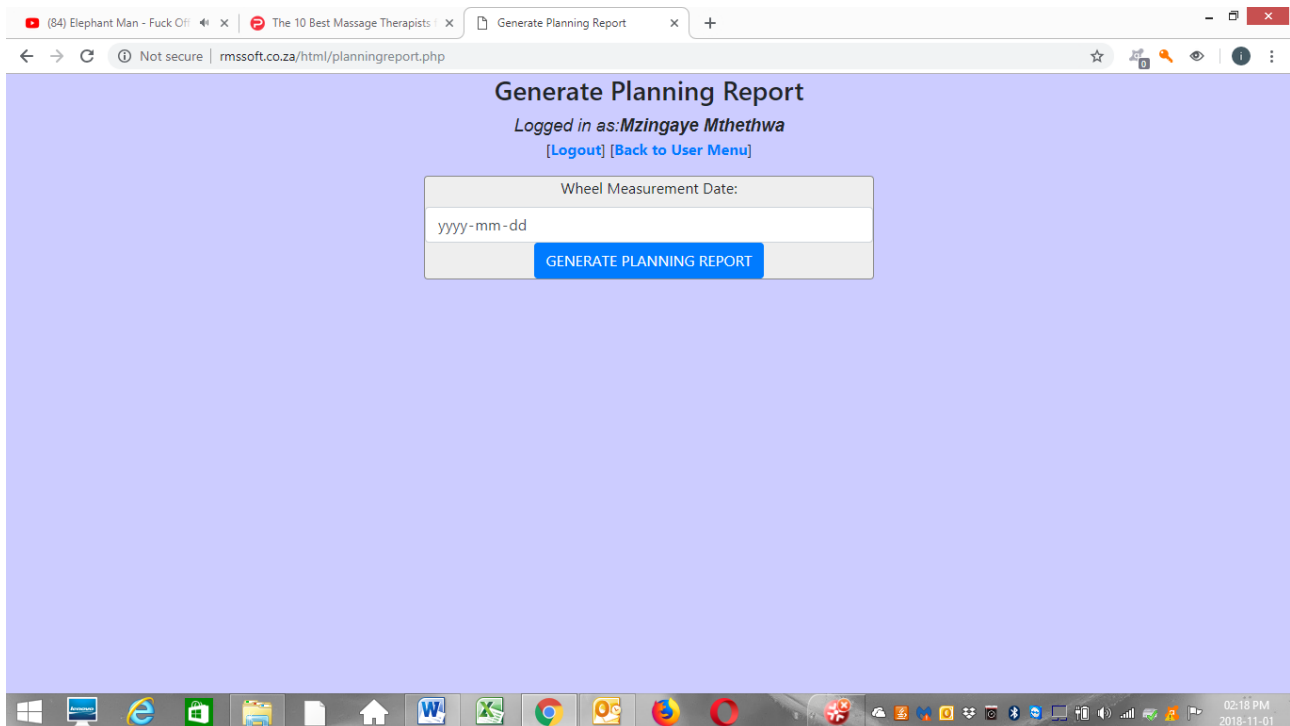 (84) Elephant Man - Fuck Off
The 10 Best Massage Therapists
Generate Planning Report
Not secure | rmssoft.co.za/html/planningreport.php
0
i
Generate Planning Report
Logged in as:Mzingaye Mthethwa
[Logout] [Back to User Menu]
Wheel Measurement Date:
yyyy-mm-dd
GENERATE PLANNING REPORT
02:18 PM
2018-11-01